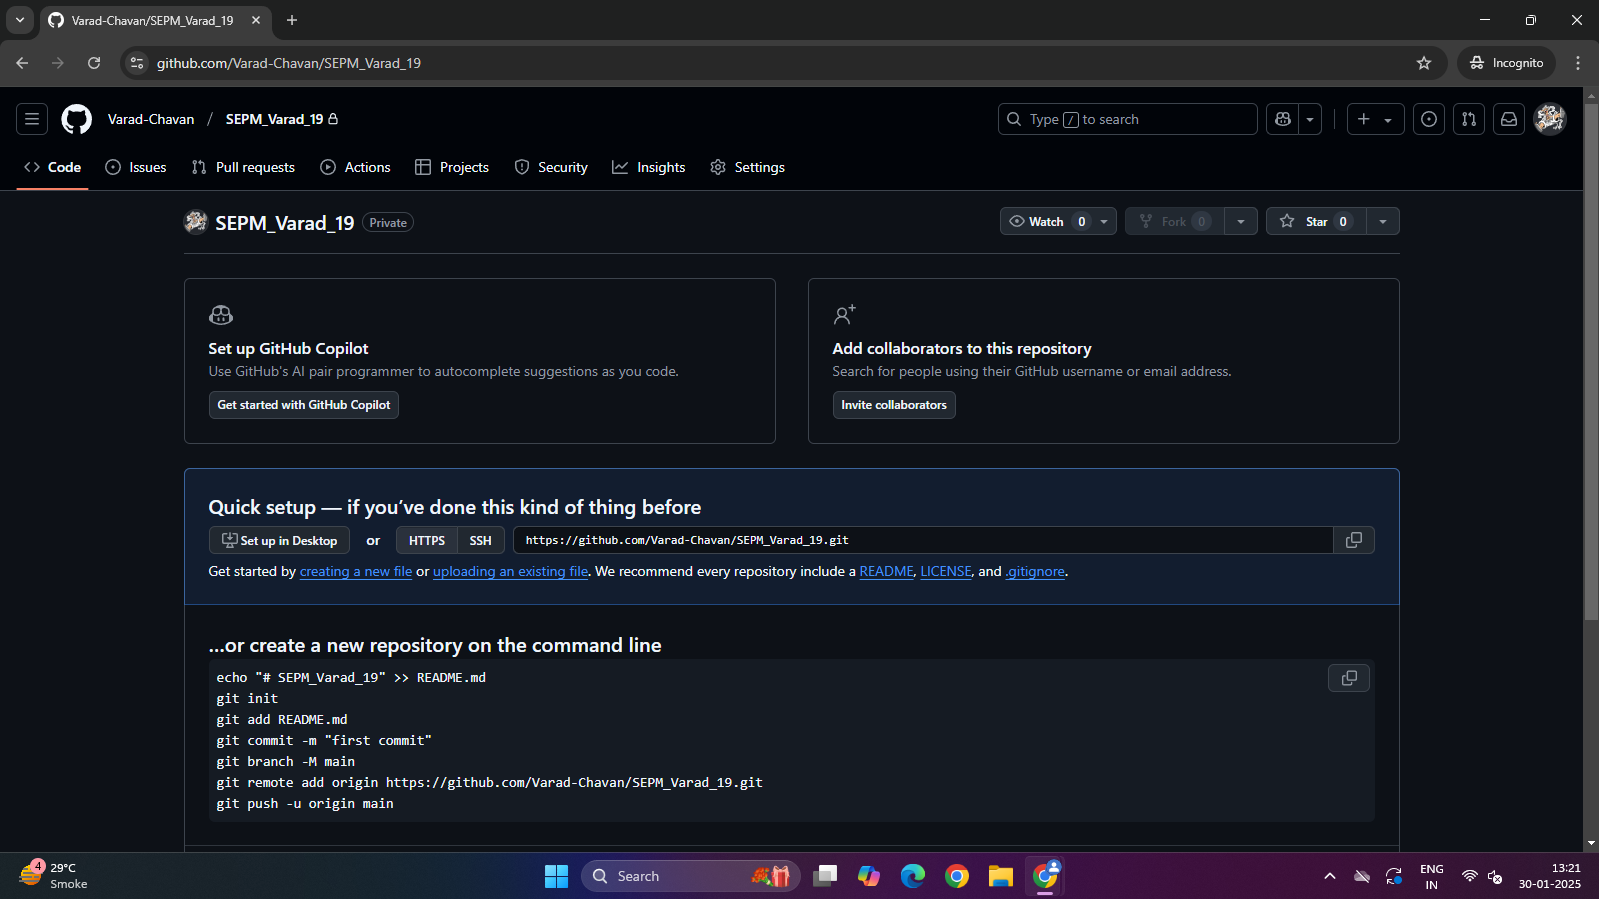 Varad-Chavan/SEPM_Varad_19
github.com/Varad-Chavan/SEPM_Varad_19
Incognito
Varad-Chavan / SEPM_Varad_19
Type / to search
Code Issues Pull requests Actions Projects Security Insights Settings
SEPM_Varad_19 Private
Watch 0 Fork 0 Star 0
Set up GitHub Copilot
Use GitHub's AI pair programmer to autocomplete suggestions as you code.
Get started with GitHub Copilot
Add collaborators to this repository
Search for people using their GitHub username or email address.
Invite collaborators
Quick setup — if you’ve done this kind of thing before
Set up in Desktop or HTTPS SSH https://github.com/Varad-Chavan/SEPM_Varad_19.git
Get started by creating a new file or uploading an existing file. We recommend every repository include a README, LICENSE, and .gitignore.
…or create a new repository on the command line
echo "# SEPM_Varad_19" >> README.md
git init
git add README.md
git commit -m "first commit"
git branch -M main
git remote add origin https://github.com/Varad-Chavan/SEPM_Varad_19.git
git push -u origin main
4
29°C
Smoke
Search
ENG
IN
13:21
30-01-2025